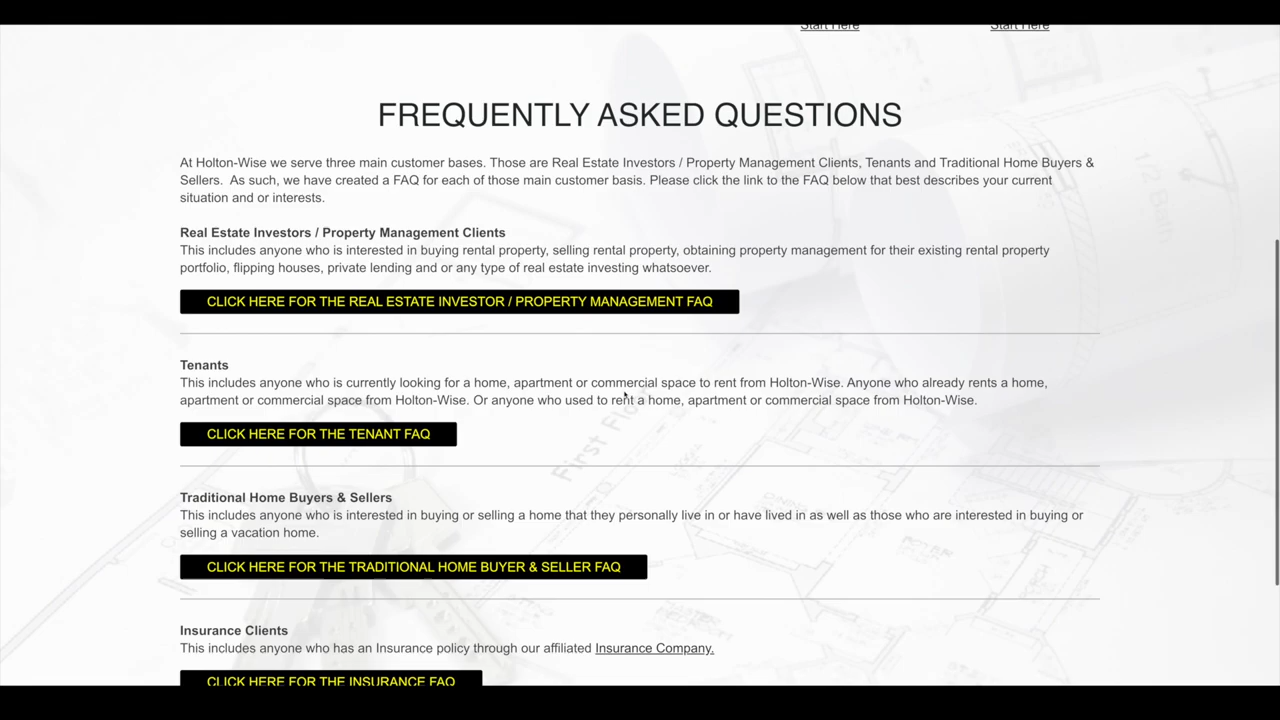 Start Here Start Here
FREQUENTLY ASKED QUESTIONS
At Holton-Wise we serve three main customer bases. Those are Real Estate Investors / Property Management Clients, Tenants and Traditional Home Buyers &
Sellers.  As such, we have created a FAQ for each of those main customer basis. Please click the link to the FAQ below that best describes your current
situation and or interests.
Real Estate Investors / Property Management Clients
This includes anyone who is interested in buying rental property, selling rental property, obtaining property management for their existing rental property
portfolio, flipping houses, private lending and or any type of real estate investing whatsoever.
CLICK HERE FOR THE REAL ESTATE INVESTOR / PROPERTY MANAGEMENT FAQ
Tenants
This includes anyone who is currently looking for a home, apartment or commercial space to rent from Holton-Wise. Anyone who already rents a home,
apartment or commercial space from Holton-Wise. Or anyone who used to rent a home, apartment or commercial space from Holton-Wise.
CLICK HERE FOR THE TENANT FAQ
Traditional Home Buyers & Sellers
This includes anyone who is interested in buying or selling a home that they personally live in or have lived in as well as those who are interested in buying or
selling a vacation home.
CLICK HERE FOR THE TRADITIONAL HOME BUYER & SELLER FAQ
Insurance Clients
This includes anyone who has an Insurance policy through our affiliated Insurance Company.
CLICK HERE FOR THE INSURANCE FAQ
1/2 Bath